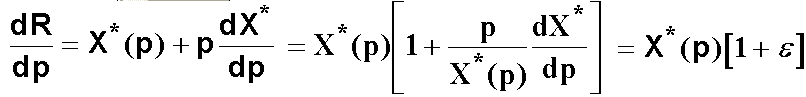 dR/dp = X*(p) + p dX*/dp = X*(p)[1 + p/X*(p) dX*/dp] = X*(p)[1 + ε]